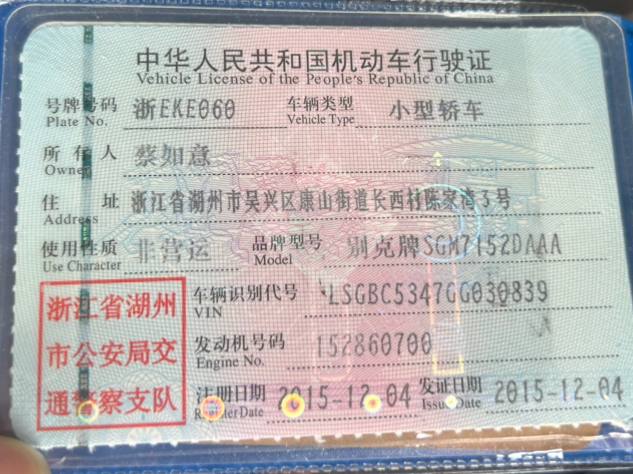 中华人民共和国机动车行驶证
Vehicle License of the People's Republic of China
号牌号码 浙EKE060 车辆类型 小型轿车
Plate No. Vehicle Type
所有人 蔡如意
Owner
住址 浙江省湖州市吴兴区康山街道长西村陈家湾3号
Address
使用性质 非营运 品牌型号 别克牌SGM7152DAAA
Use Character Model
浙江省湖州
市公安局交
通警察支队
车辆识别代号 LSGBC5347GG030839
VIN
发动机号码 152860700
Engine No.
注册日期 2015-12-04 发证日期 2015-12-04
Register Date Issue Date